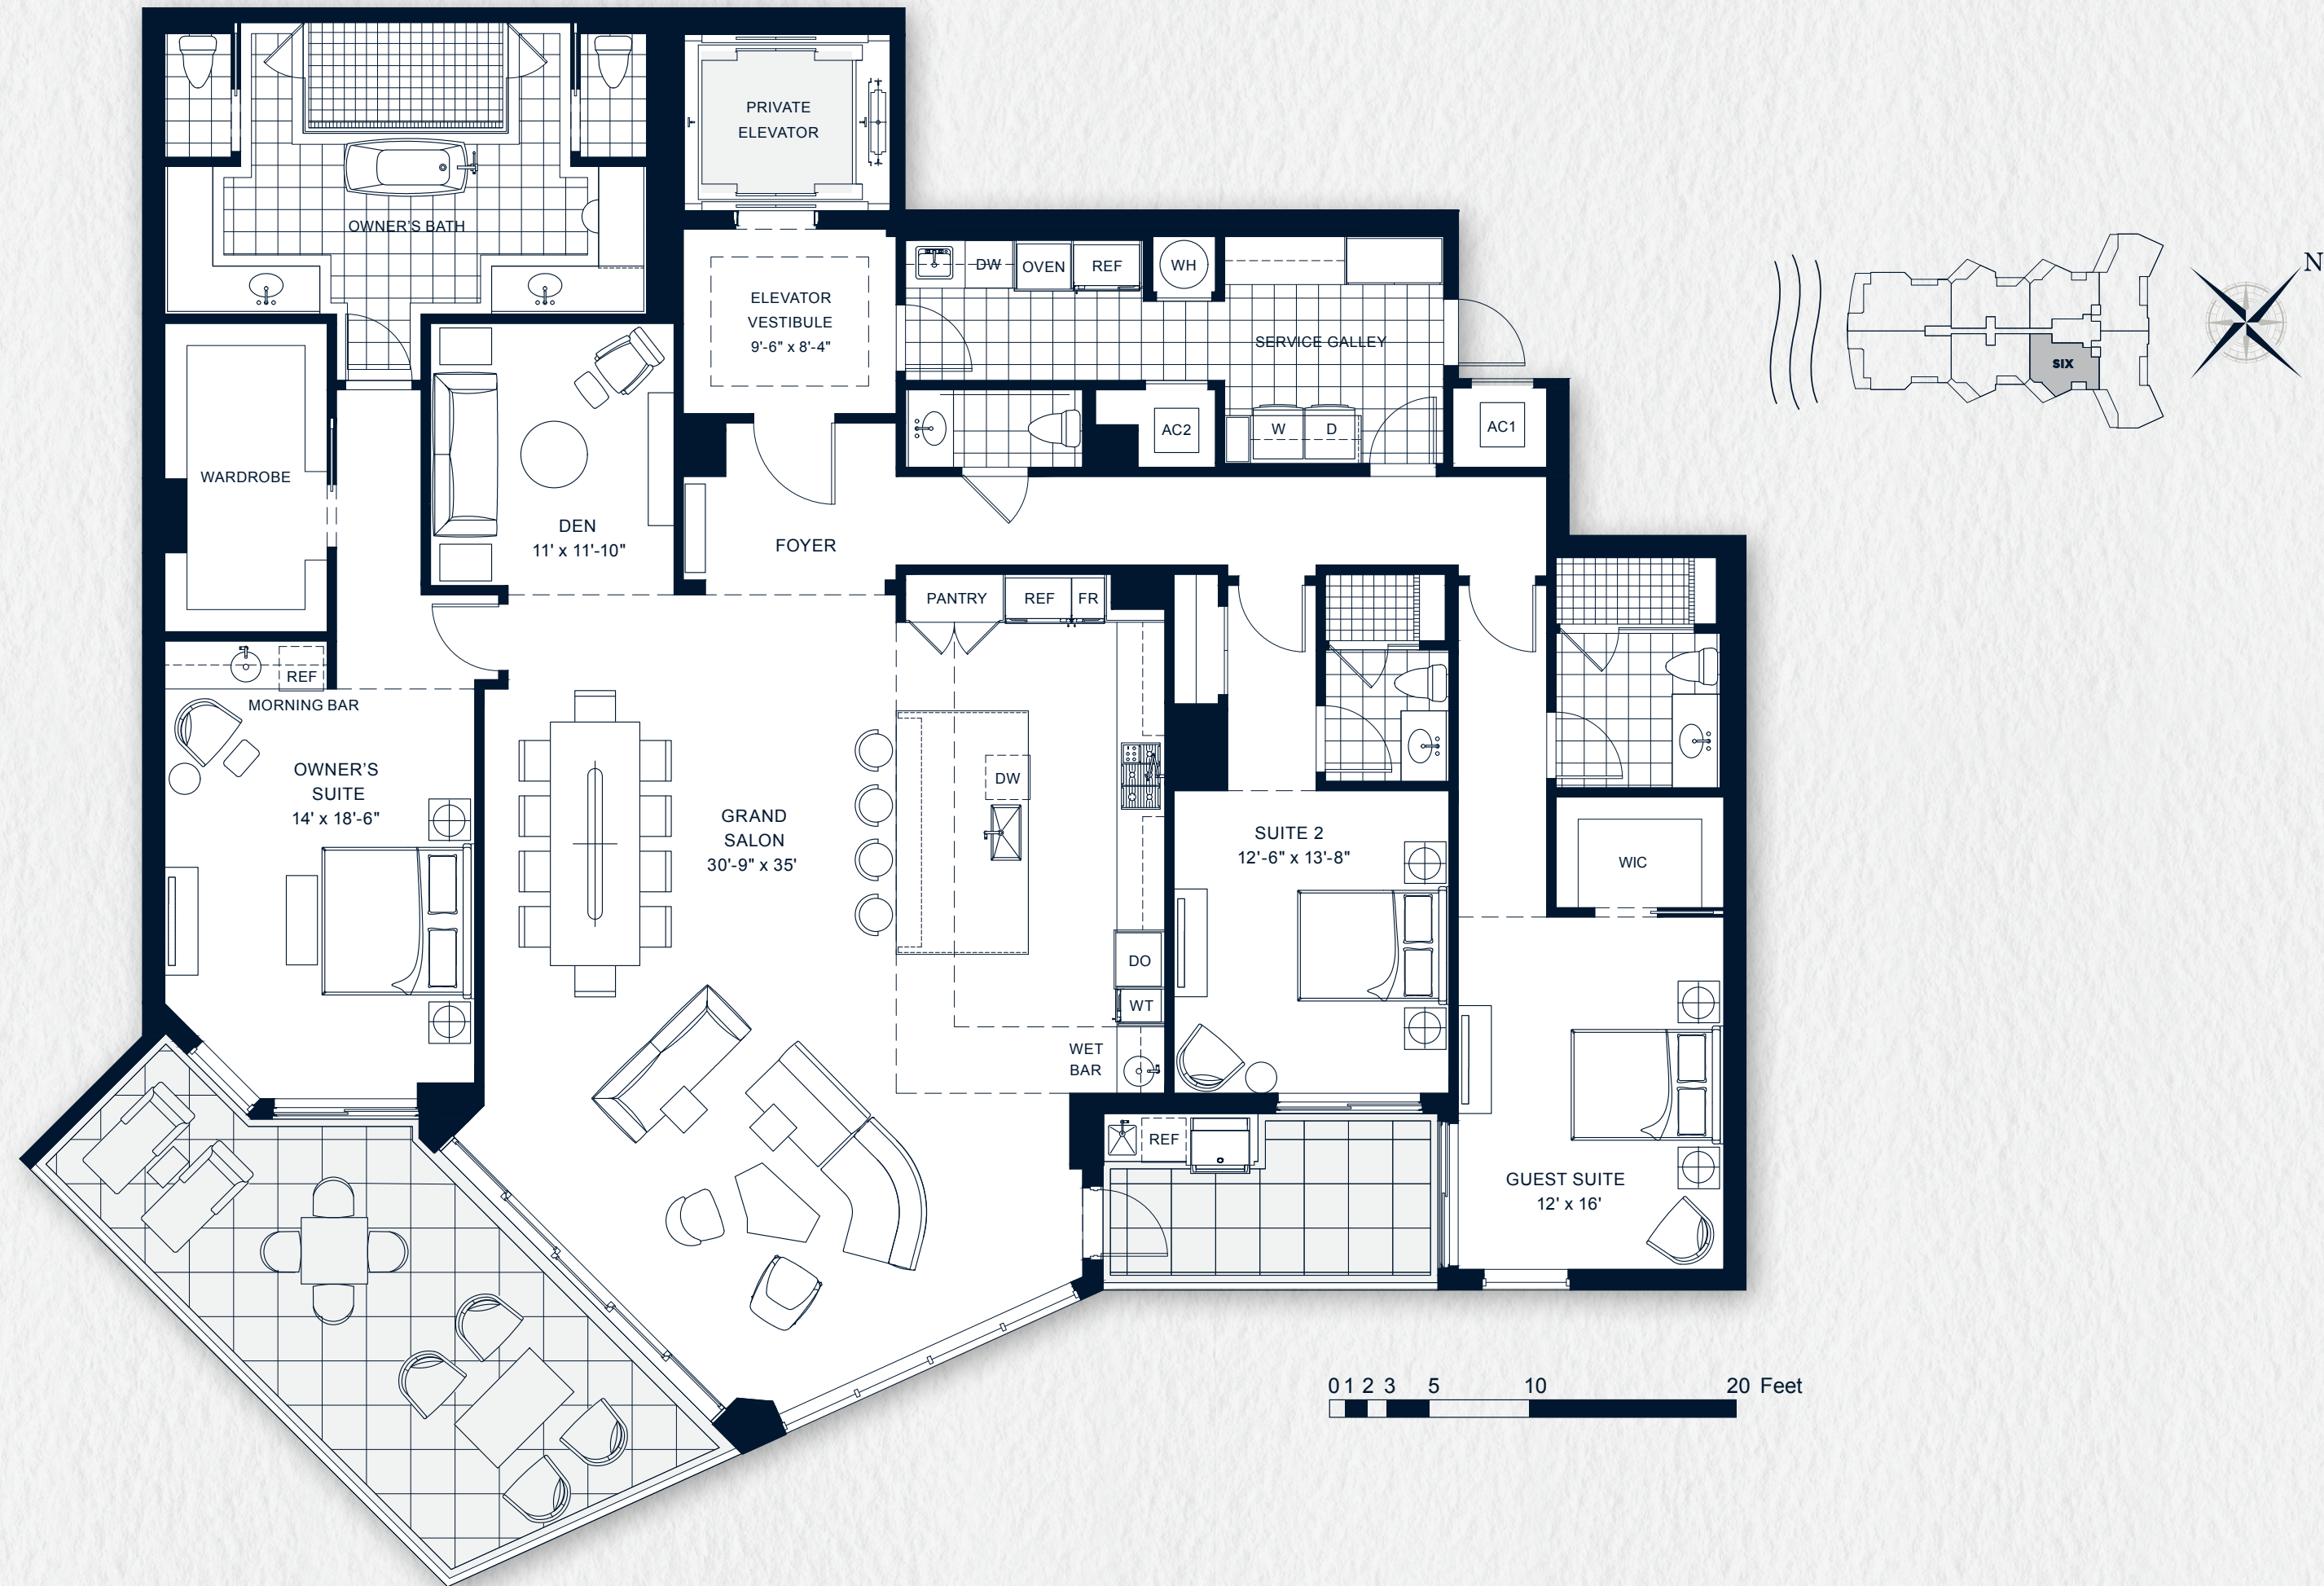 PRIVATE
ELEVATOR
OWNER'S BATH
ELEVATOR
VESTIBULE
9'-6" x 8'-4"
DW
OVEN
REF
WH
SERVICE GALLEY
N
SIX
AC2
W
D
AC1
WARDROBE
DEN
11' x 11'-10"
FOYER
PANTRY
REF
FR
REF
MORNING BAR
OWNER'S
SUITE
14' x 18'-6"
DW
GRAND
SALON
30'-9" x 35'
SUITE 2
12'-6" x 13'-8"
WIC
DO
WT
WET
BAR
REF
GUEST SUITE
12' x 16'
0 1 2 3 5 10 20 Feet